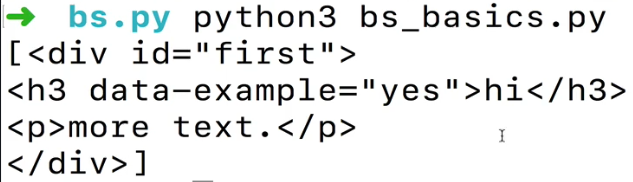 ➜ bs.py python3 bs_basics.py
[<div id="first">
<h3 data-example="yes">hi</h3>
<p>more text.</p>
</div>]